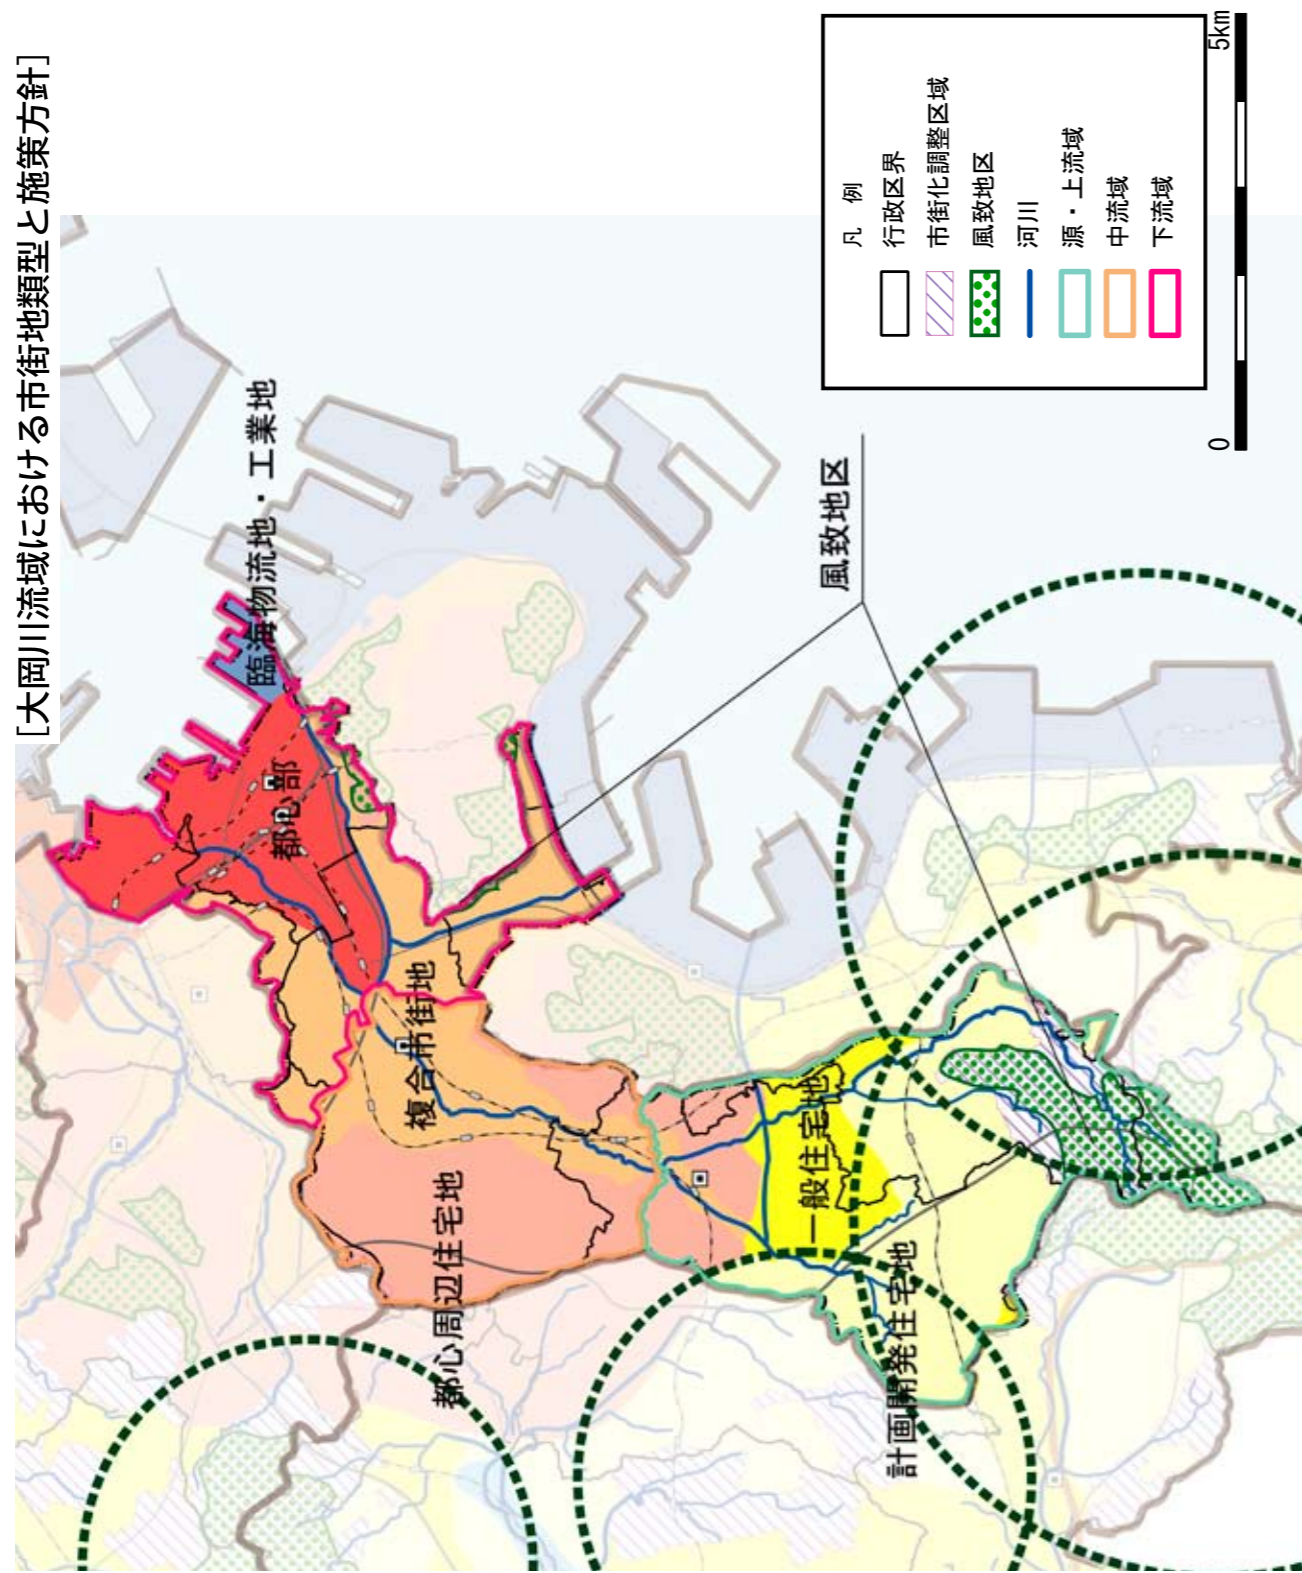 [大岡川流域における市街地類型と施策方針]
臨海物流地・工業地
都心部
複合市街地
都心周辺住宅地
一般住宅地
計画開発住宅地
風致地区
凡 例
行政区界
市街化調整区域
風致地区
河川
源・上流域
中流域
下流域
0 5km